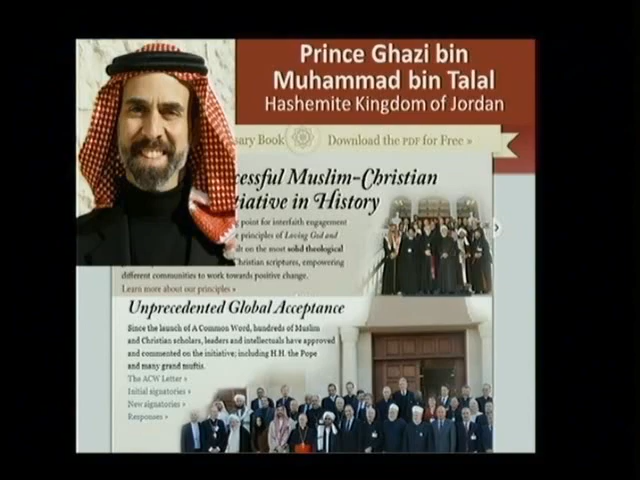 Prince Ghazi bin
Muhammad bin Talal
Hashemite Kingdom of Jordan
sary Book
Download the PDF for Free »
cessful Muslim-Christian
tiative in History
point for interfaith engagement
principles of Loving God and
lt on the most solid theological
Christian scriptures, empowering
different communities to work towards positive change.
Learn more about our principles »
Unprecedented Global Acceptance
Since the launch of A Common Word, hundreds of Muslim
and Christian scholars, leaders and intellectuals have approved
and commented on the initiative; including H.H. the Pope
and many grand muftis.
The ACW Letter »
Initial signatories »
New signatories »
Responses »